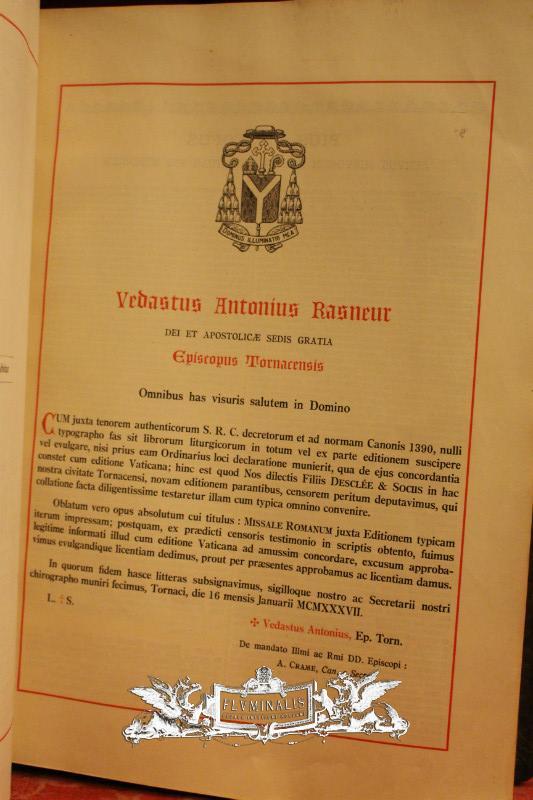 DOMINUS ILLUMINATIO MEA
Vedastus Antonius Rasneur
DEI ET APOSTOLICÆ SEDIS GRATIA
Episcopus Tornacensis
Omnibus has visuris salutem in Domino
CUM juxta tenorem authenticorum S. R. C. decretorum et ad normam Canonis 1390, nulli
typographo fas sit librorum liturgicorum in totum vel ex parte editionem suscipere
vel evulgare, nisi prius eam Ordinarius loci declaratione munierit, qua de ejus concordantia
constet cum editione Vaticana; hinc est quod Nos dilectis Filiis DESCLÉE & SOCIIS in hac
nostra civitate Tornacensi, novam editionem parantibus, censorem peritum deputavimus, qui
collatione facta diligentissime testaretur illam cum typica omnino convenire.
Oblatum vero opus absolutum cui titulus : MISSALE ROMANUM juxta Editionem typicam
iterum impressam; postquam, ex prædicti censoris testimonio in scriptis obtento, fuimus
legitime informati illud cum editione Vaticana ad amussim concordare, excusum approba-
vimus evulgandique licentiam dedimus, prout per præsentes approbamus ac licentiam damus.
In quorum fidem hasce litteras subsignavimus, sigilloque nostro ac Secretarii nostri
chirographo muniri fecimus, Tornaci, die 16 mensis Januarii MCMXXXVII.
L. ✠ S.
✠ Vedastus Antonius, Ep. Torn.
De mandato Illmi ac Rmi DD. Episcopi :
A. CRAME, Can.
FLVMINALIS